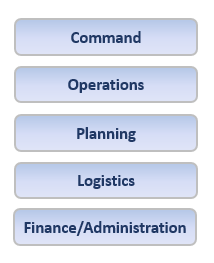 Command
Operations
Planning
Logistics
Finance/Administration